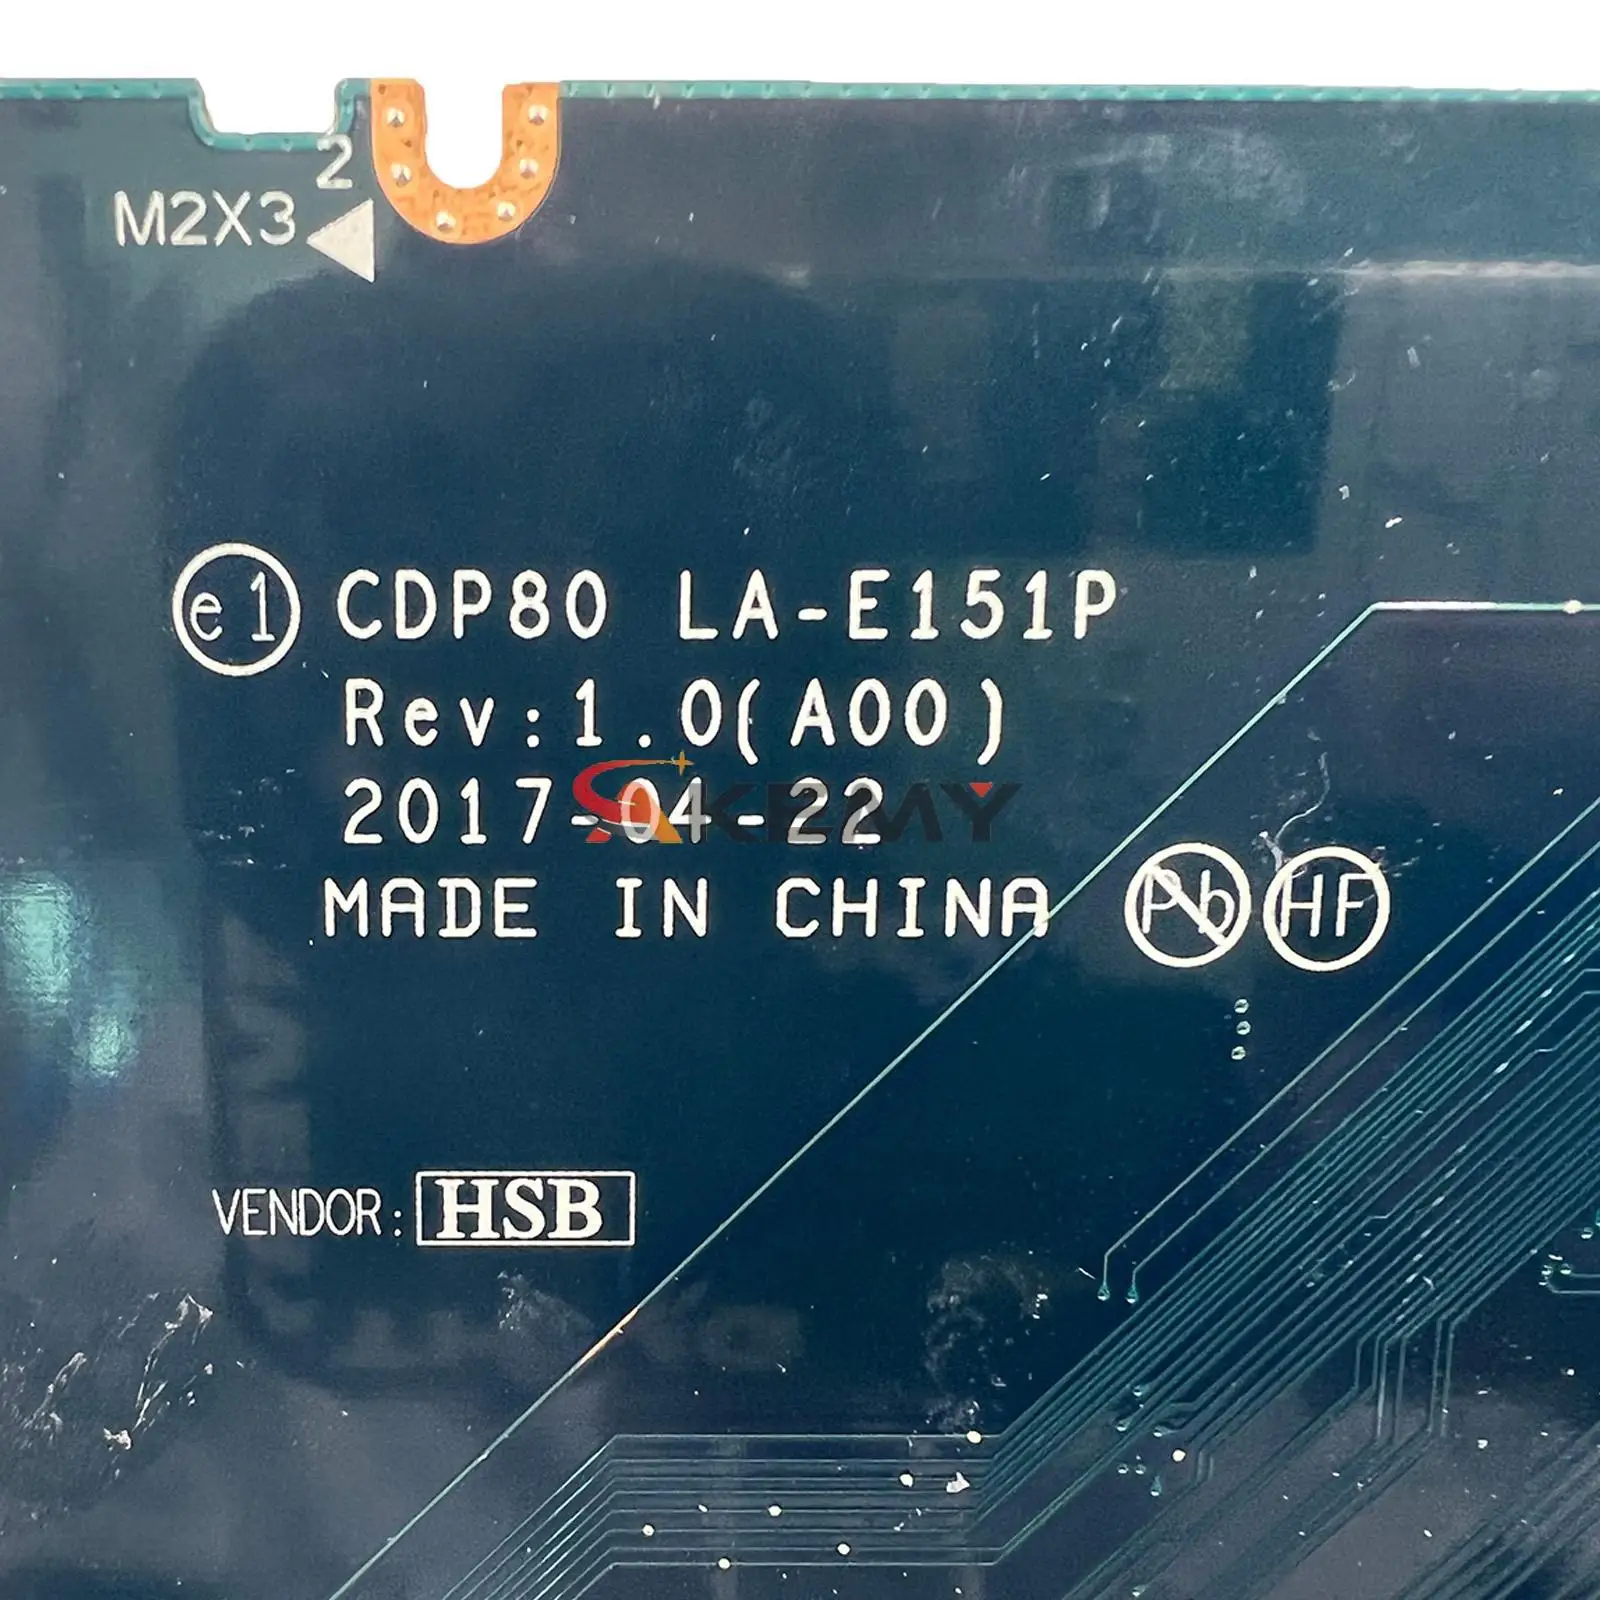 2
M2X3
e1 CDP80 LA-E151P
Rev:1.0(A00)
2017-04-22
AKEMY
MADE IN CHINA Pb HF
VENDOR: HSB